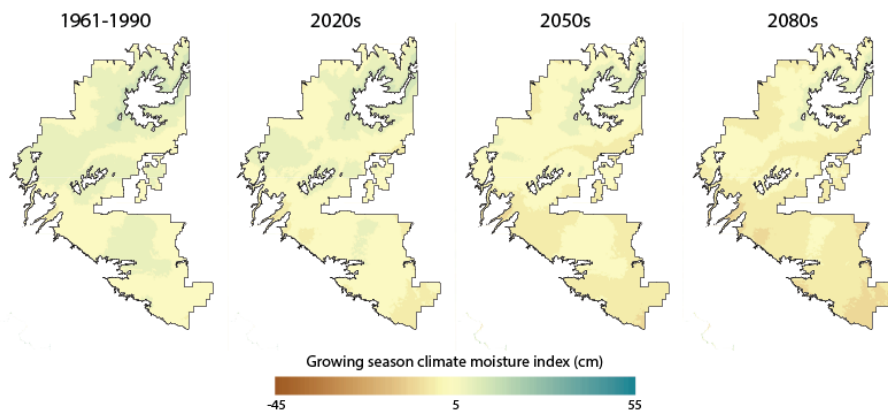 1961-1990 2020s 2050s 2080s
Growing season climate moisture index (cm)
-45 5 55